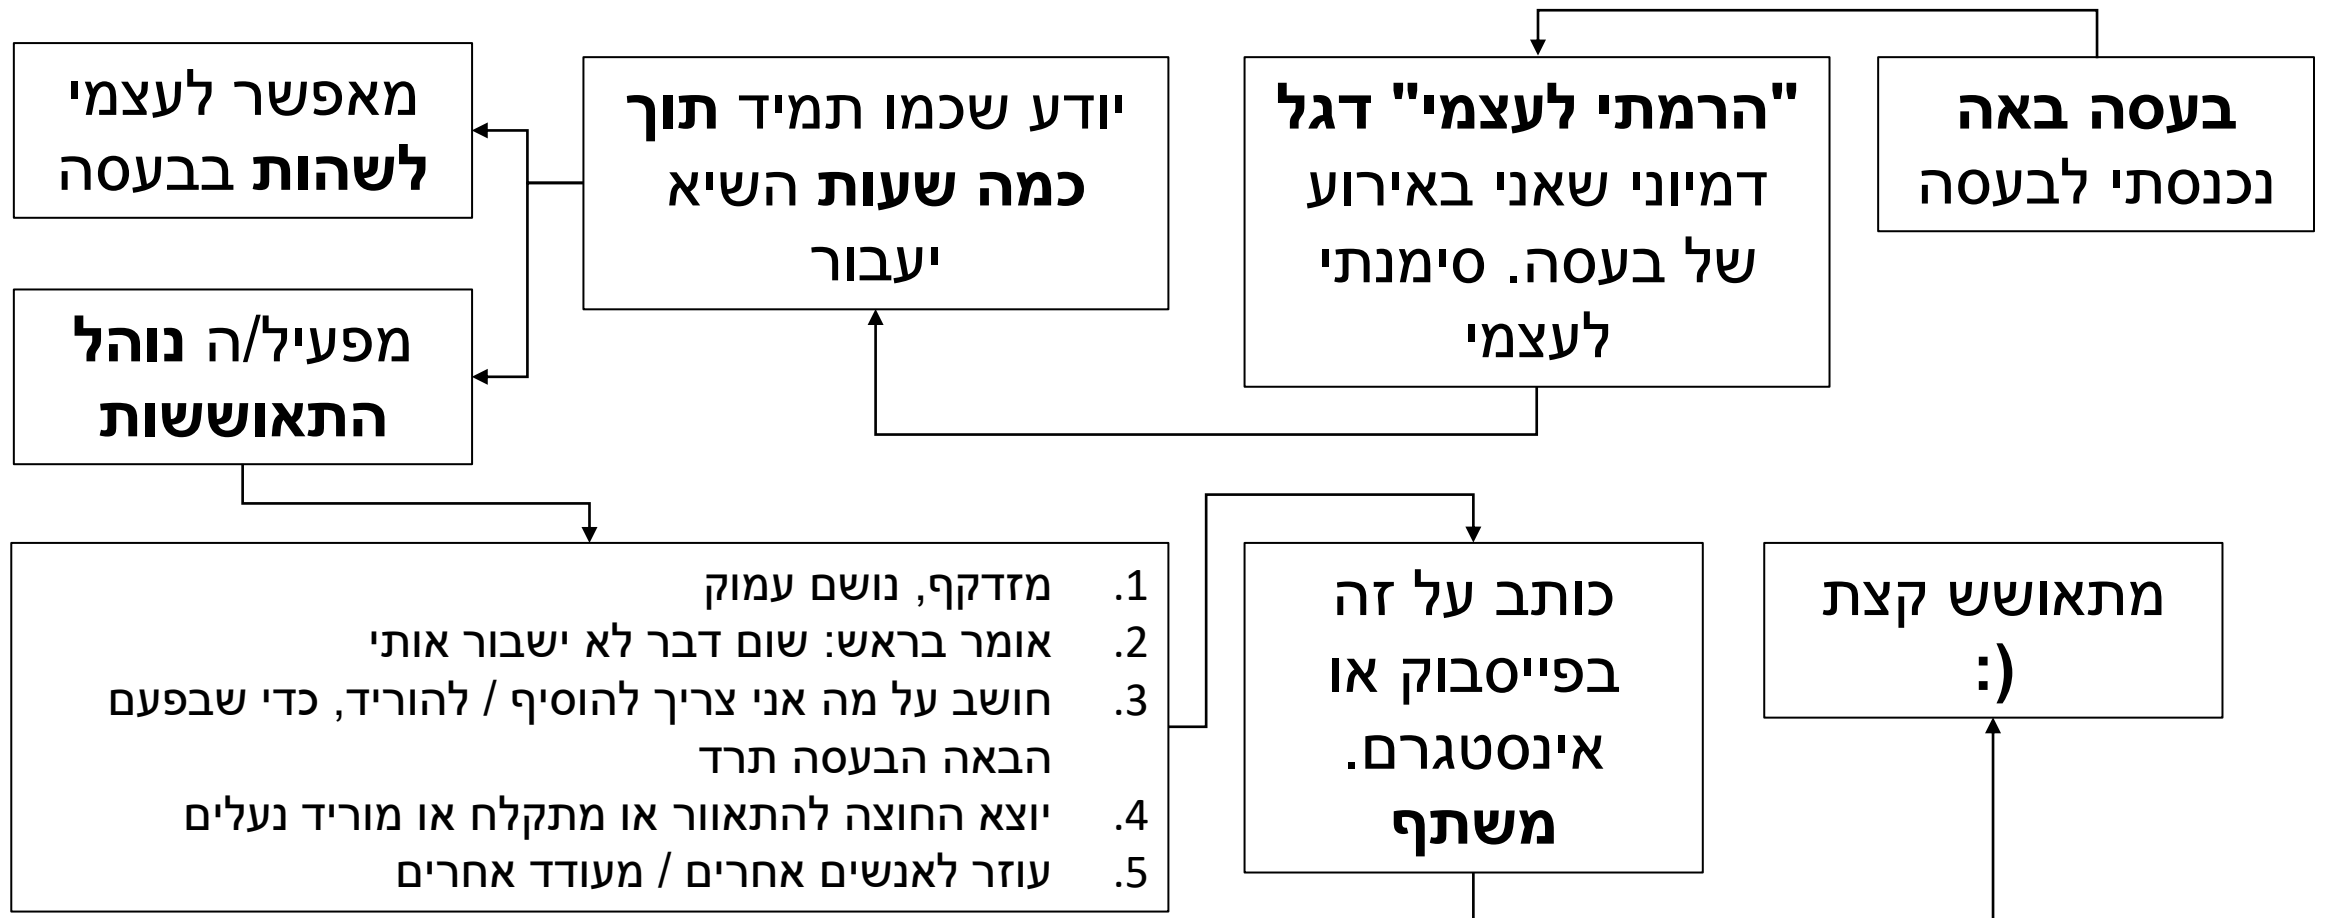 בעסה באה
נכנסתי לבעסה
"הרמתי לעצמי" דגל
דמיוני שאני באירוע
של בעסה. סימנתי
לעצמי
יודע שכמו תמיד תוך
כמה שעות השיא
יעבור
מאפשר לעצמי
לשהות בבעסה
מפעיל/ה נוהל
התאוששות
1. מזדקף, נושם עמוק
2. אומר בראש: שום דבר לא ישבור אותי
3. חושב על מה אני צריך להוסיף / להוריד, כדי שבפעם
הבאה הבעסה תרד
4. יוצא החוצה להתאוור או מתקלח או מוריד נעלים
5. עוזר לאנשים אחרים / מעודד אחרים
כותב על זה
בפייסבוק או
אינסטגרם.
משתף
מתאושש קצת
:)